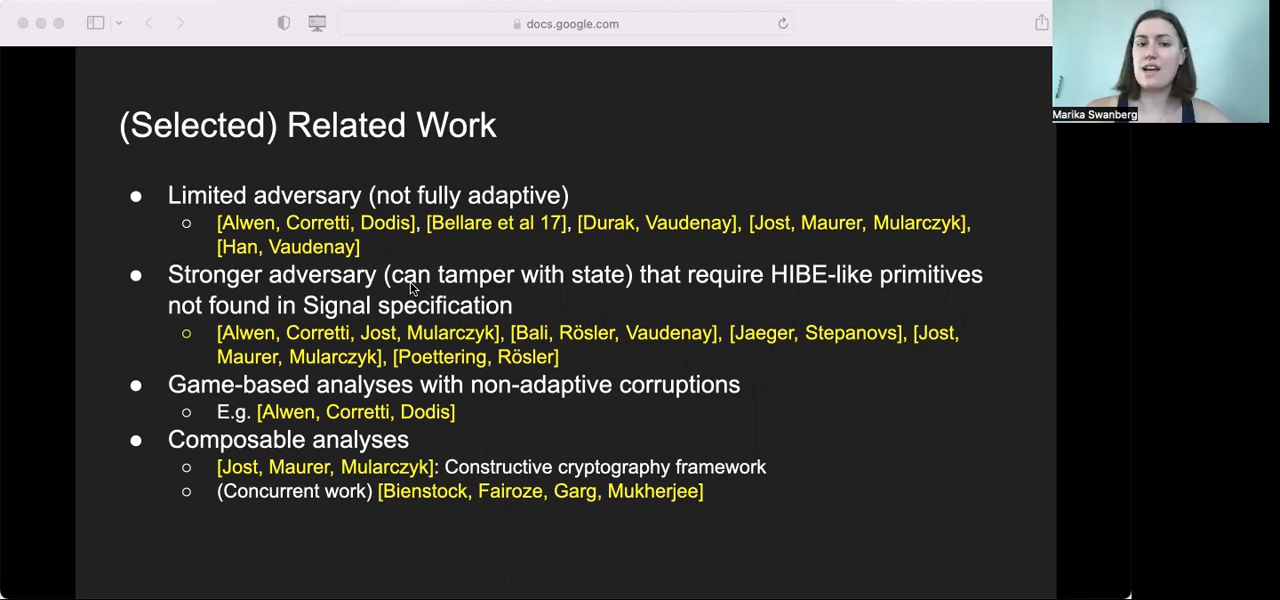 docs.google.com
Marika Swanberg
(Selected) Related Work
● Limited adversary (not fully adaptive)
○ [Alwen, Corretti, Dodis], [Bellare et al 17], [Durak, Vaudenay], [Jost, Maurer, Mularczyk],
[Han, Vaudenay]
● Stronger adversary (can tamper with state) that require HIBE-like primitives
not found in Signal specification
○ [Alwen, Corretti, Jost, Mularczyk], [Bali, Rösler, Vaudenay], [Jaeger, Stepanovs], [Jost,
Maurer, Mularczyk], [Poettering, Rösler]
● Game-based analyses with non-adaptive corruptions
○ E.g. [Alwen, Corretti, Dodis]
● Composable analyses
○ [Jost, Maurer, Mularczyk]: Constructive cryptography framework
○ (Concurrent work) [Bienstock, Fairoze, Garg, Mukherjee]